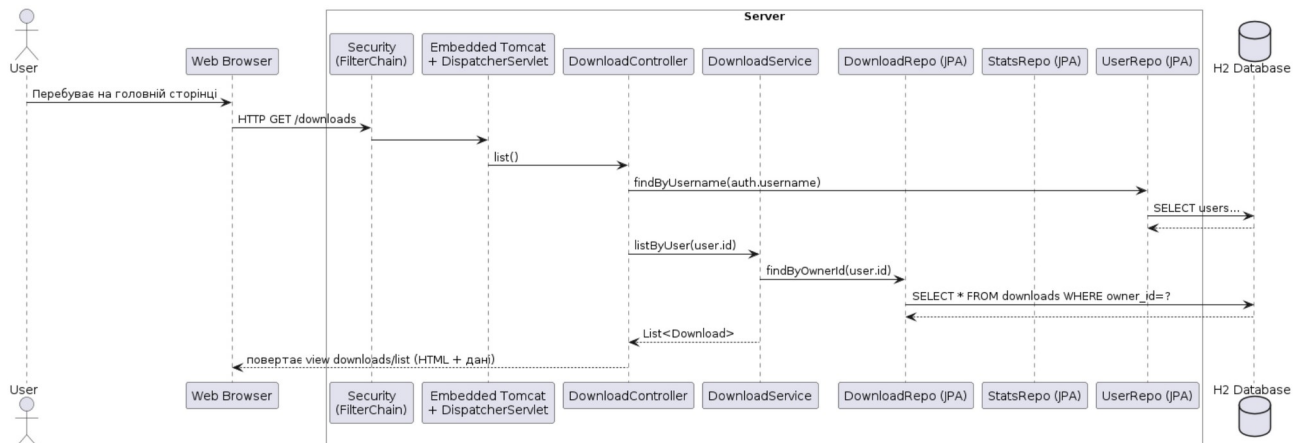 Server
User
Web Browser
Security
(FilterChain)
Embedded Tomcat
+ DispatcherServlet
DownloadController
DownloadService
DownloadRepo (JPA)
StatsRepo (JPA)
UserRepo (JPA)
H2 Database
Перебуває на головній сторінці
HTTP GET /downloads
list()
findByUsername(auth.username)
SELECT users...
listByUser(user.id)
findByOwnerId(user.id)
SELECT * FROM downloads WHERE owner_id=?
List<Download>
повертає view downloads/list (HTML + дані)
User
Web Browser
Security
(FilterChain)
Embedded Tomcat
+ DispatcherServlet
DownloadController
DownloadService
DownloadRepo (JPA)
StatsRepo (JPA)
UserRepo (JPA)
H2 Database